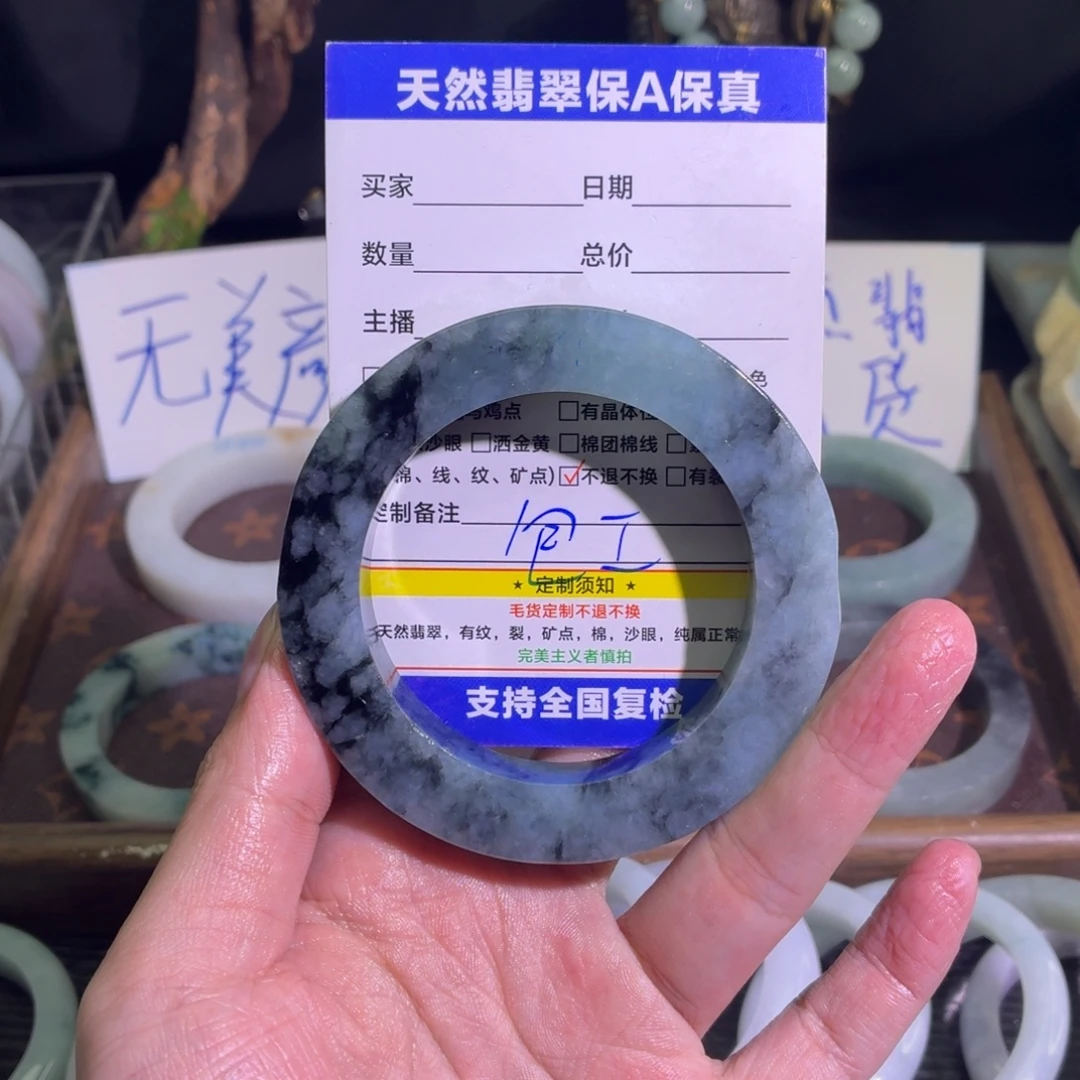 天然翡翠保A保真
买家 日期
数量 总价
主播
色
鸡点 □有晶体
沙眼 □洒金黄 □棉团棉线 □
棉、线、纹、矿点) ☑不退不换 □有
定制备注 包工
★ 定制须知 ★
毛货定制不退不换
天然翡翠，有纹，裂，矿点，棉，沙眼，纯属正常
完美主义者慎拍
支持全国复检
无美颜
翡
货